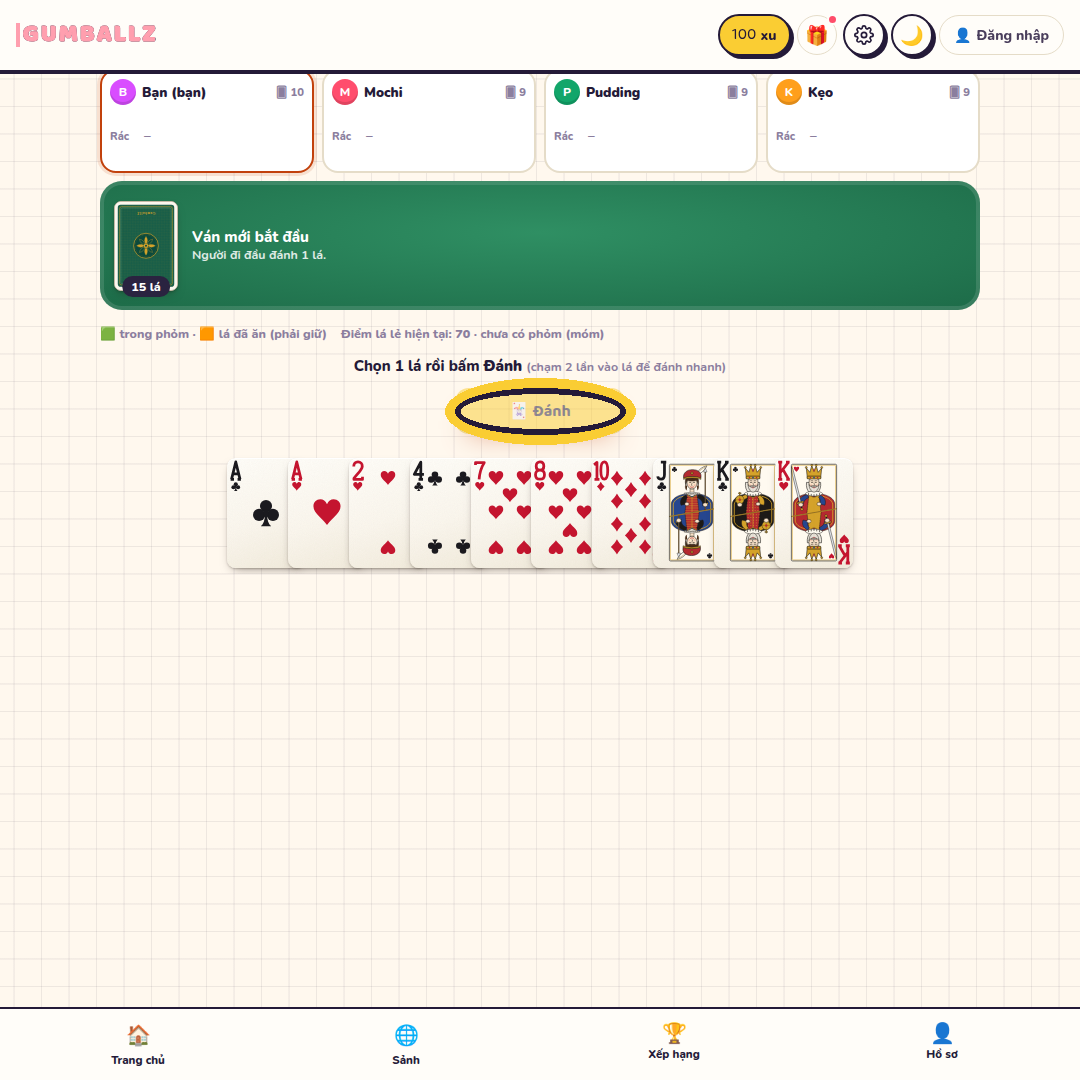 GUMBALLZ
100 xu
Đăng nhập
B Bạn (bạn) 10
Rác –
M Mochi 9
Rác –
P Pudding 9
Rác –
K Kẹo 9
Rác –
15 lá
Ván mới bắt đầu
Người đi đầu đánh 1 lá.
trong phỏm · lá đã ăn (phải giữ) Điểm lá lẻ hiện tại: 70 · chưa có phỏm (móm)
Chọn 1 lá rồi bấm Đánh (chạm 2 lần vào lá để đánh nhanh)
Đánh
A A 2 4 7 8 10 J K K
K
Trang chủ
Sảnh
Xếp hạng
Hồ sơ